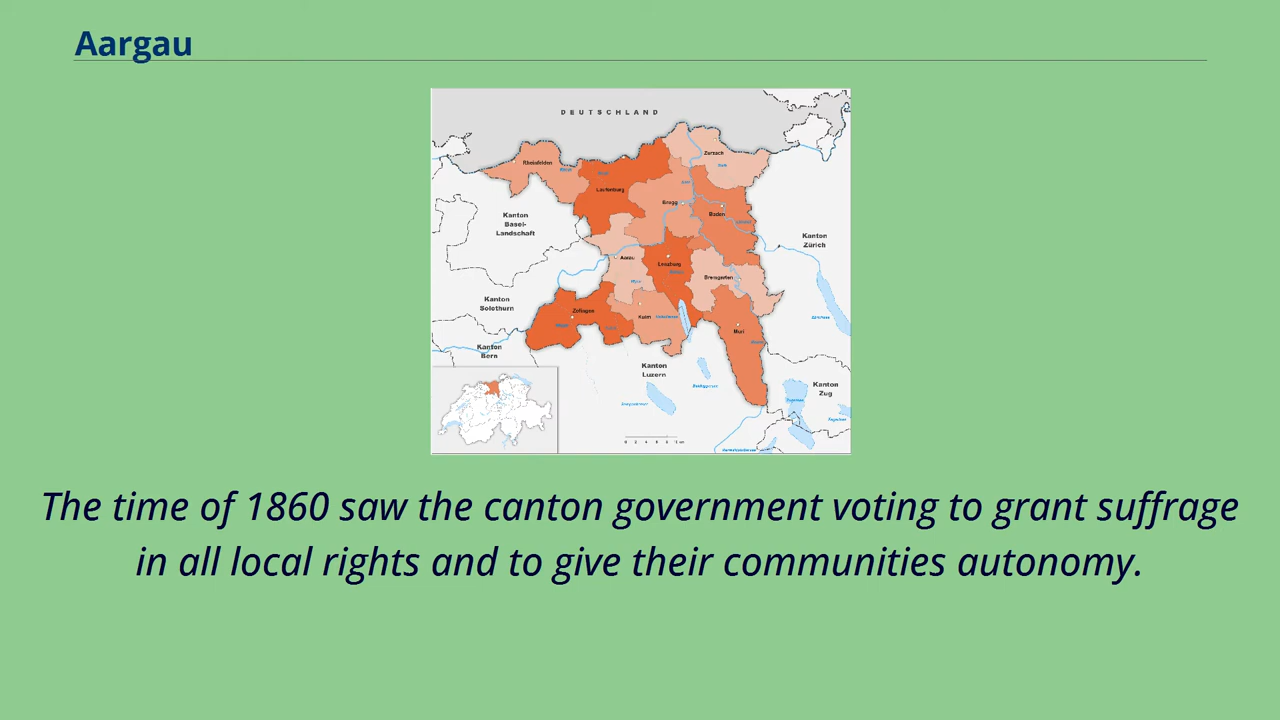 Aargau
DEUTSCHLAND
Zurzach
Rheinfelden
Laufenburg
Brugg
Baden
Kanton
Basel-
Landschaft
Kanton
Zürich
Aarau
Lenzburg
Bremgarten
Kanton
Solothurn
Zofingen
Kulm
Muri
Kanton
Bern
Kanton
Luzern
Kanton
Zug
The time of 1860 saw the canton government voting to grant suffrage
in all local rights and to give their communities autonomy.